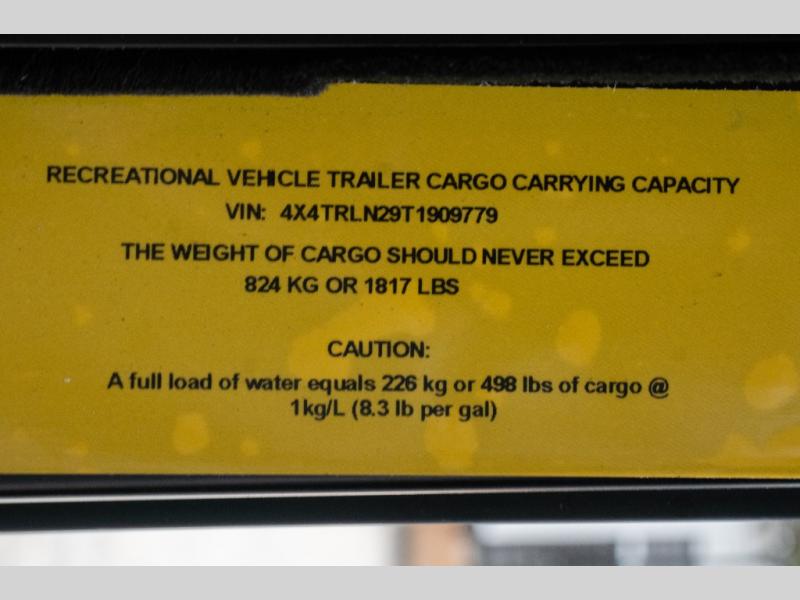 RECREATIONAL VEHICLE TRAILER CARGO CARRYING CAPACITY
VIN: 4X4TRLN29T1909779
THE WEIGHT OF CARGO SHOULD NEVER EXCEED
824 KG OR 1817 LBS
CAUTION:
A full load of water equals 226 kg or 498 lbs of cargo @
1kg/L (8.3 lb per gal)